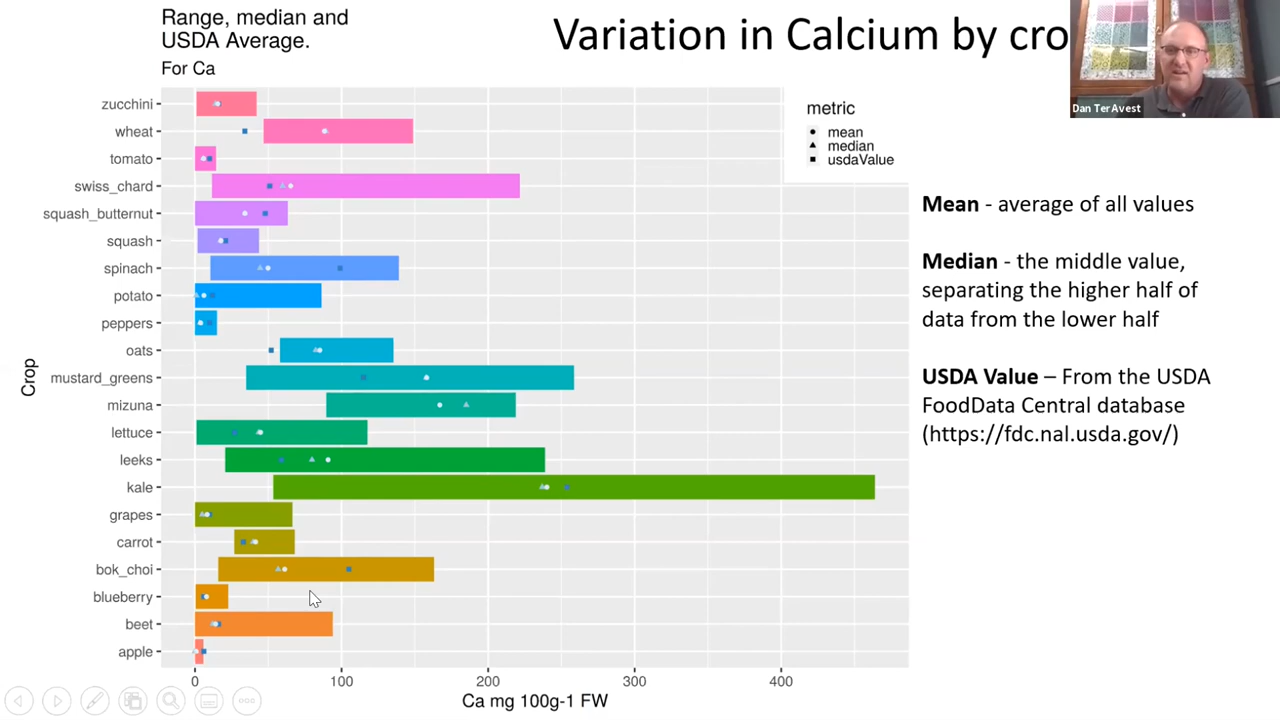 Range, median and
USDA Average.
For Ca
Variation in Calcium by cro
Dan TerAvest
metric
mean
median
usdaValue
zucchini
wheat
tomato
swiss_chard
squash_butternut
squash
spinach
potato
peppers
oats
mustard_greens
mizuna
lettuce
leeks
kale
grapes
carrot
bok_choi
blueberry
beet
apple
Crop
0 100 200 300 400
Ca mg 100g-1 FW
Mean - average of all values
Median - the middle value,
separating the higher half of
data from the lower half
USDA Value – From the USDA
FoodData Central database
(https://fdc.nal.usda.gov/)